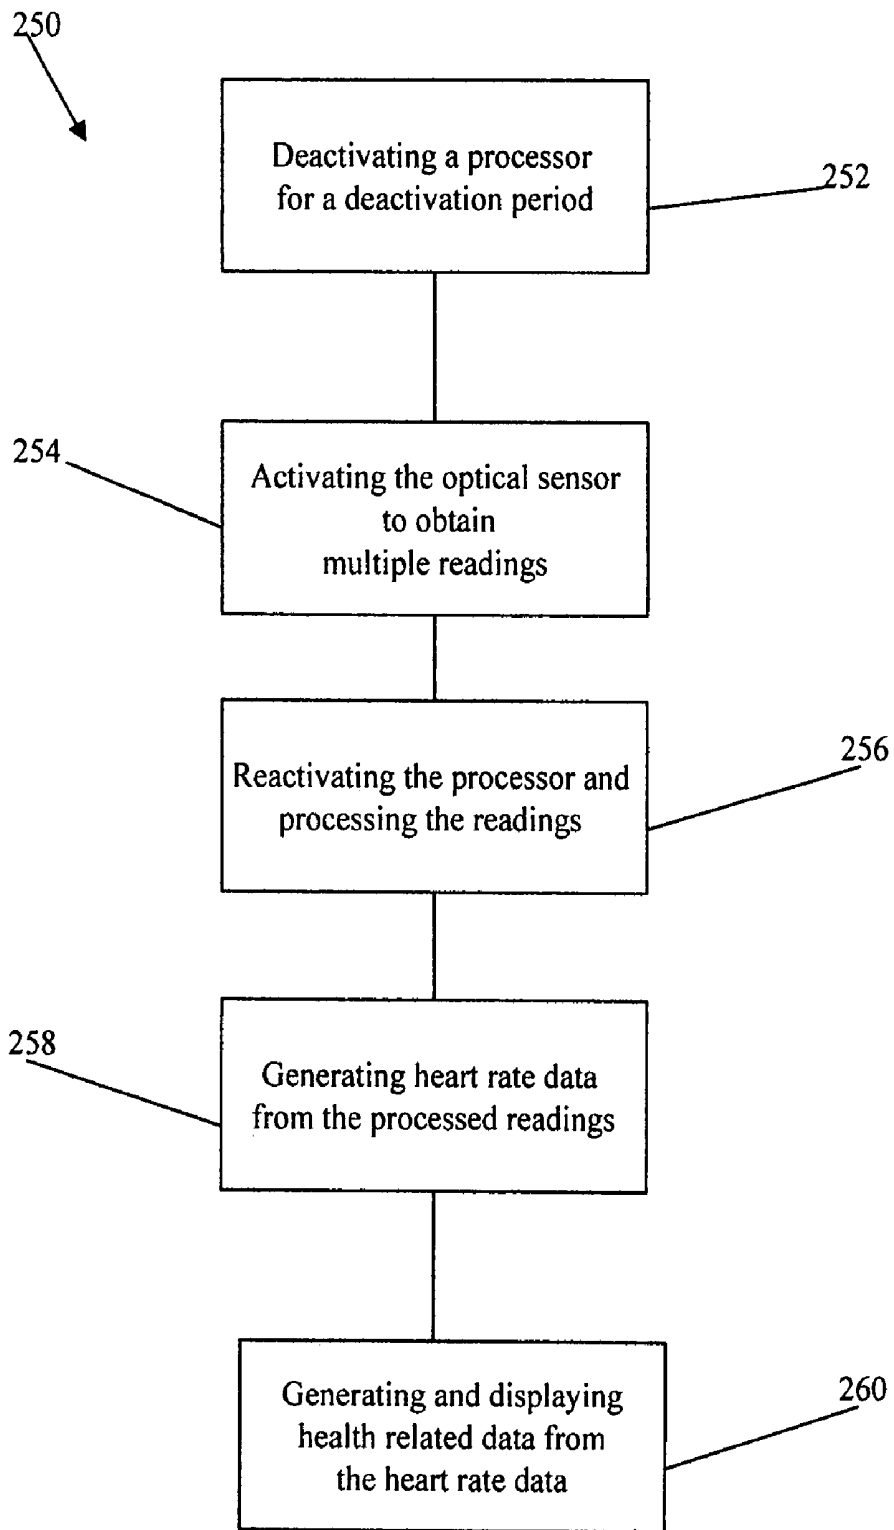 250
Deactivating a processor
for a deactivation period
252
254
Activating the optical sensor
to obtain
multiple readings
Reactivating the processor and
processing the readings
256
258
Generating heart rate data
from the processed readings
Generating and displaying
health related data from
the heart rate data
260